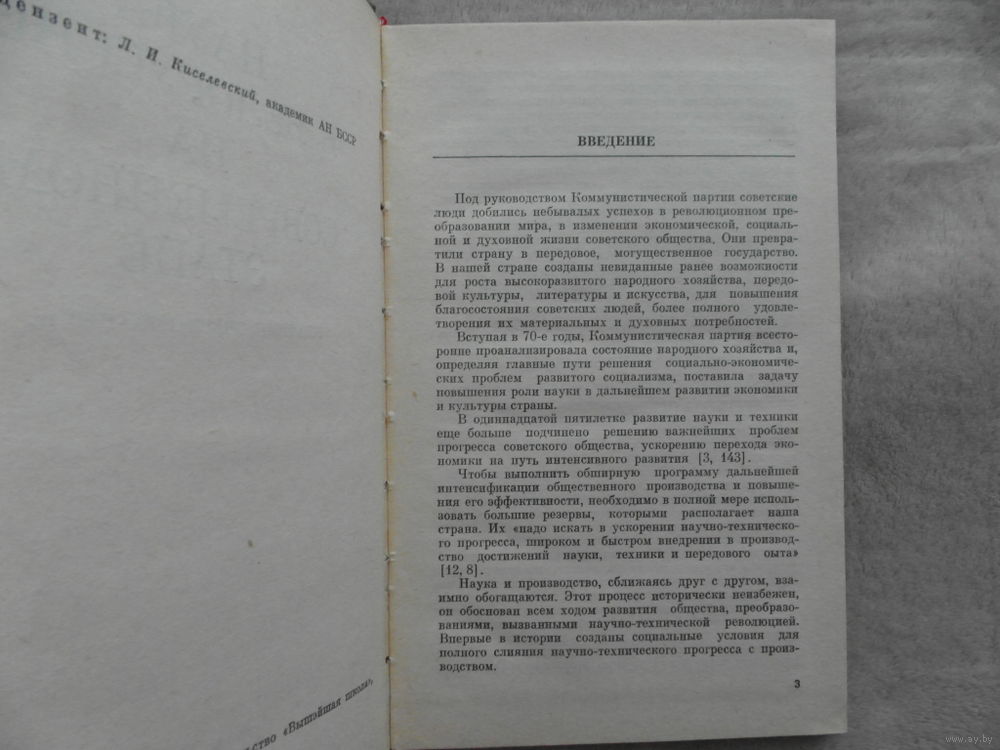 Л. И. Киселевский, академик АН БССР
«Вышэйшая школа»,
ВВЕДЕНИЕ
Под руководством Коммунистической партии советские
люди добились небывалых успехов в революционном пре-
образовании мира, в изменении экономической, социаль-
ной и духовной жизни советского общества. Они превра-
тили страну в передовое, могущественное государство.
В нашей стране созданы невиданные ранее возможности
для роста высокоразвитого народного хозяйства, передо-
вой культуры, литературы и искусства, для повышения
благосостояния советских людей, более полного удовле-
творения их материальных и духовных потребностей.
Вступая в 70-е годы, Коммунистическая партия всесто-
ронне проанализировала состояние народного хозяйства и,
определяя главные пути решения социально-экономиче-
ских проблем развитого социализма, поставила задачу
повышения роли науки в дальнейшем развитии экономики
и культуры страны.
В одиннадцатой пятилетке развитие науки и техники
еще больше подчинено решению важнейших проблем
прогресса советского общества, ускорению перехода эко-
номики на путь интенсивного развития [3, 143].
Чтобы выполнить обширную программу дальнейшей
интенсификации общественного производства и повыше-
ния его эффективности, необходимо в полной мере исполь-
зовать большие резервы, которыми располагает наша
страна. Их «надо искать в ускорении научно-техническо-
го прогресса, широком и быстром внедрении в производ-
ство достижений науки, техники и передового опыта»
[12, 8].
Наука и производство, сближаясь друг с другом, вза-
имно обогащаются. Этот процесс исторически неизбежен,
он обоснован всем ходом развития общества, преобразо-
ваниями, вызванными научно-технической революцией.
Впервые в истории созданы социальные условия для
полного слияния научно-технического прогресса с произ-
водством.
3
www.ay.by